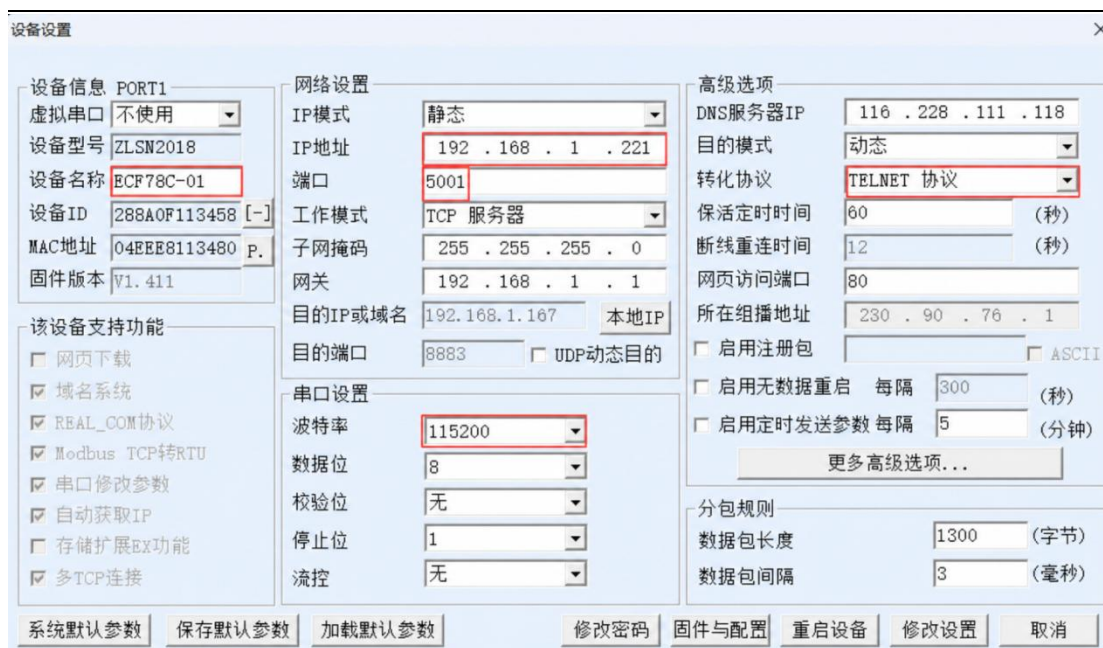 设备设置
设备信息 PORT1
虚拟串口 不使用
设备型号 ZLSN2018
设备名称 ECF78C-01
设备ID 288A0F113458 [-]
MAC地址 04EEE8113480 P.
固件版本 V1.411
该设备支持功能
网页下载
域名系统
REAL_COM协议
Modbus TCP转RTU
串口修改参数
自动获取IP
存储扩展EX功能
多TCP连接
网络设置
IP模式 静态
IP地址 192 . 168 . 1 . 221
端口 5001
工作模式 TCP 服务器
子网掩码 255 . 255 . 255 . 0
网关 192 . 168 . 1 . 1
目的IP或域名 192.168.1.167 本地IP
目的端口 8883 UDP动态目的
串口设置
波特率 115200
数据位 8
校验位 无
停止位 1
流控 无
高级选项
DNS服务器IP 116 . 228 . 111 . 118
目的模式 动态
转化协议 TELNET 协议
保活定时时间 60 (秒)
断线重连时间 12 (秒)
网页访问端口 80
所在组播地址 230 . 90 . 76 . 1
启用注册包 ASCII
启用无数据重启 每隔 300 (秒)
启用定时发送参数 每隔 5 (分钟)
更多高级选项...
分包规则
数据包长度 1300 (字节)
数据包间隔 3 (毫秒)
系统默认参数 保存默认参数 加载默认参数 修改密码 固件与配置 重启设备 修改设置 取消